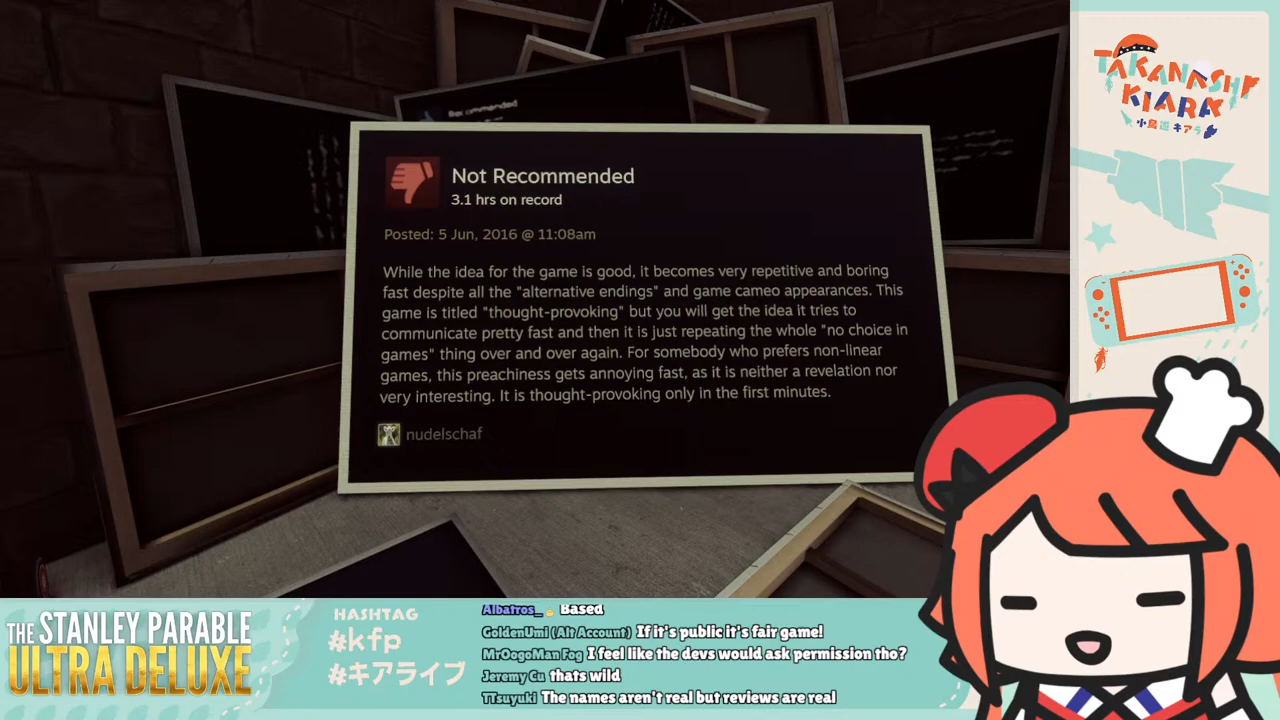 Recommended
Not Recommended
3.1 hrs on record
Posted: 5 Jun, 2016 @ 11:08am
While the idea for the game is good, it becomes very repetitive and boring
fast despite all the "alternative endings" and game cameo appearances. This
game is titled "thought-provoking" but you will get the idea it tries to
communicate pretty fast and then it is just repeating the whole "no choice in
games" thing over and over again. For somebody who prefers non-linear
games, this preachiness gets annoying fast, as it is neither a revelation nor
very interesting. It is thought-provoking only in the first minutes.
nudelschaf
TAKANASHI
KIARA
小鳥遊キアラ
THE STANLEY PARABLE
ULTRA DELUXE
HASHTAG
#kfp
#キアライブ
Albatros_ Based
GoldenUmi (Alt Account) If it's public it's fair game!
MrOogoMan Fog I feel like the devs would ask permission tho?
Jeremy Cu thats wild
TTsuyuki The names aren't real but reviews are real